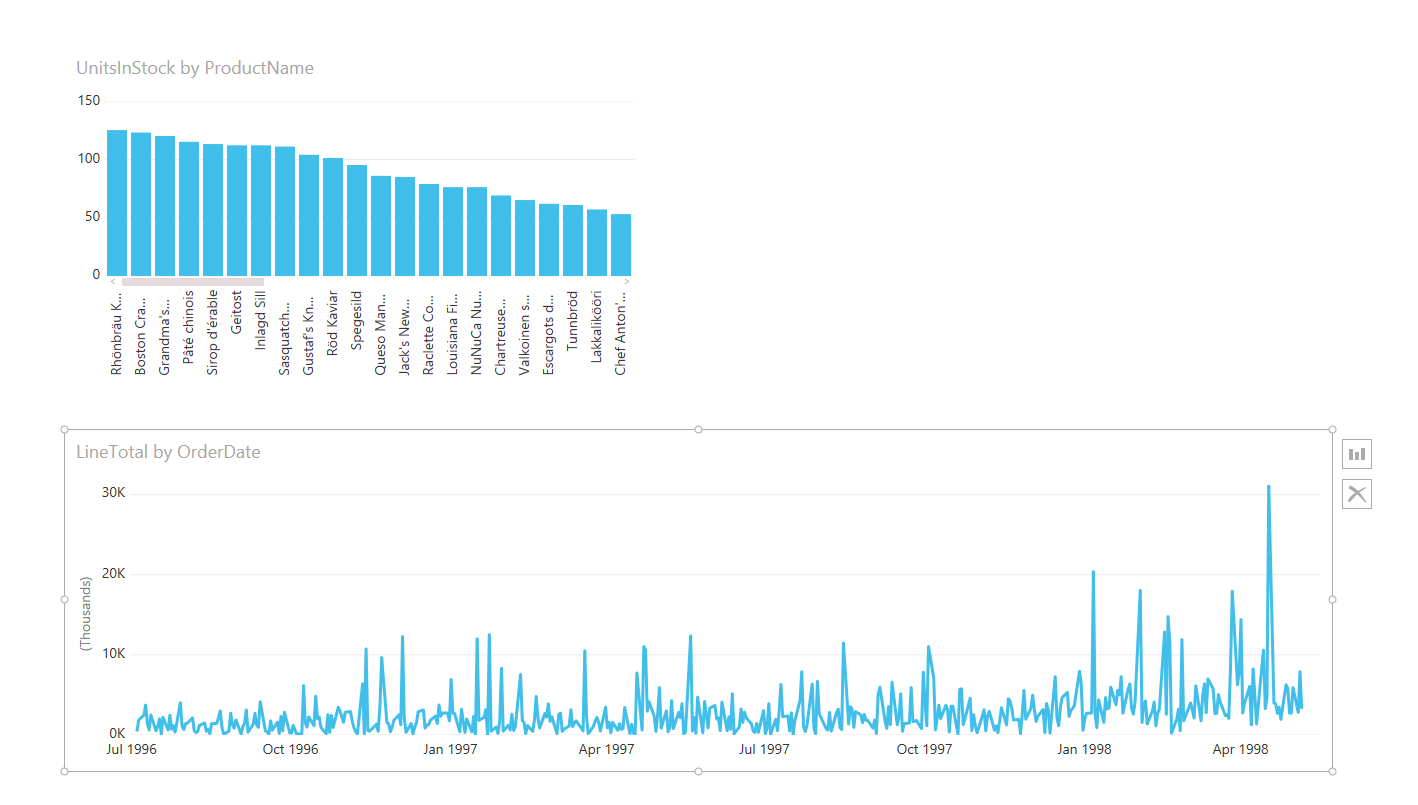 UnitsInStock by ProductName
150
100
50
0
< >
Rhönbräu K...
Boston Cra...
Grandma's...
Pâté chinois
Sirop d'érable
Geitost
Inlagd Sill
Sasquatch...
Gustaf's Kn...
Röd Kaviar
Spegesild
Queso Man...
Jack's New...
Raclette Co...
Louisiana Fi...
NuNuCa Nu...
Chartreuse...
Valkoinen s...
Escargots d...
Tunnbröd
Lakkalikööri
Chef Anton'...
LineTotal by OrderDate
(Thousands)
30K
20K
10K
0K
Jul 1996 Oct 1996 Jan 1997 Apr 1997 Jul 1997 Oct 1997 Jan 1998 Apr 1998